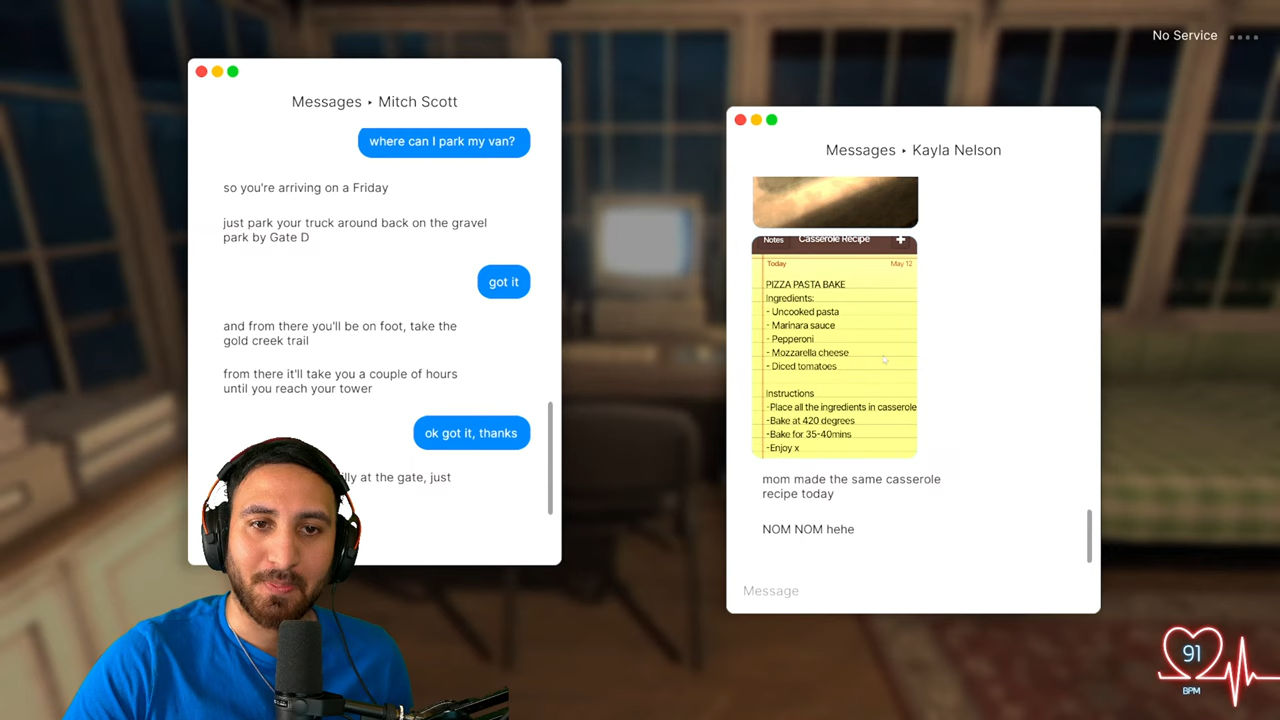 No Service
Messages ▸ Mitch Scott
where can I park my van?
so you're arriving on a Friday
just park your truck around back on the gravel
park by Gate D
got it
and from there you'll be on foot, take the
gold creek trail
from there it'll take you a couple of hours
until you reach your tower
ok got it, thanks
at the gate, just
Messages ▸ Kayla Nelson
Notes Casserole Recipe +
Today May 12
PIZZA PASTA BAKE
Ingredients:
- Uncooked pasta
- Marinara sauce
- Pepperoni
- Mozzarella cheese
- Diced tomatoes
Instructions
-Place all the ingredients in casserole
-Bake at 420 degrees
-Bake for 35-40mins
-Enjoy x
mom made the same casserole
recipe today
NOM NOM hehe
Message
91
BPM